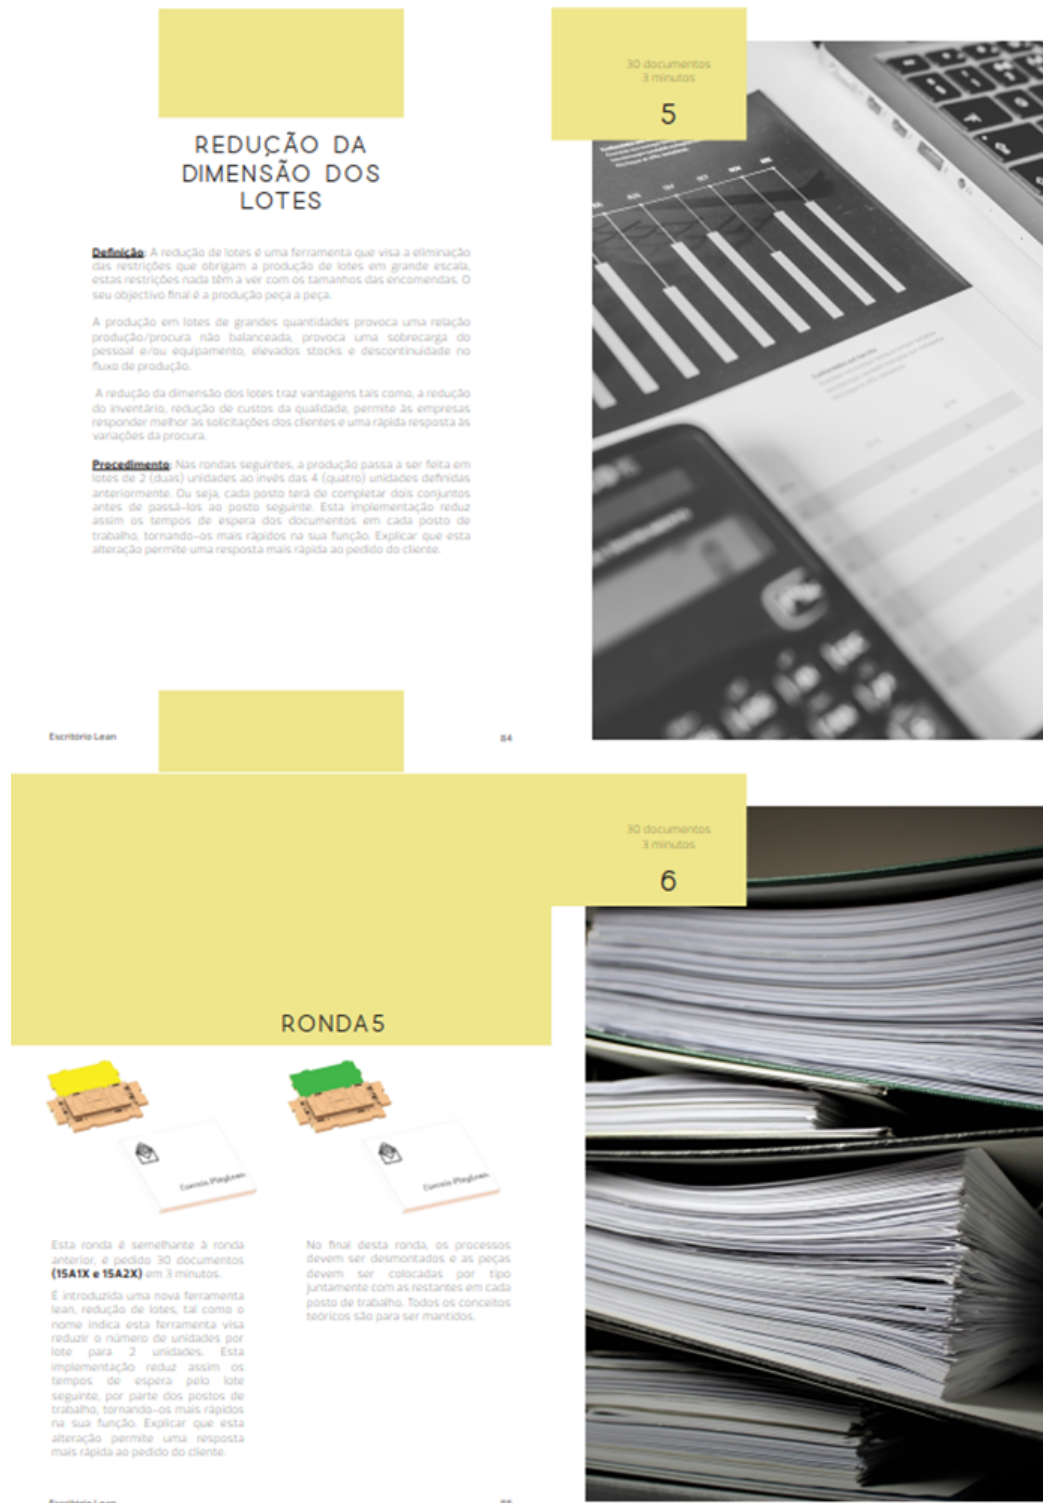 30 documentos
3 minutos
5
REDUÇÃO DA
DIMENSÃO DOS
LOTES
Definição: A redução de lotes é uma ferramenta que visa a eliminação
das restrições que obrigam a produção de lotes em grande escala,
estas restrições nada têm a ver com os tamanhos das encomendas. O
seu objectivo final é a produção peça a peça.
A produção em lotes de grandes quantidades provoca uma relação
produção/procura não balanceada, provoca uma sobrecarga do
pessoal e/ou equipamento, elevados stocks e descontinuidade no
fluxo de produção.
A redução da dimensão dos lotes traz vantagens tais como, a redução
do inventário, redução de custos da qualidade, permite às empresas
responder melhor às solicitações dos clientes e uma rápida resposta às
variações da procura.
Procedimento: Nas rondas seguintes, a produção passa a ser feita em
lotes de 2 (duas) unidades ao invés das 4 (quatro) unidades definidas
anteriormente. Ou seja, cada posto terá de completar dois conjuntos
antes de passá-los ao posto seguinte. Esta implementação reduz
assim os tempos de espera dos documentos em cada posto de
trabalho, tornando-os mais rápidos na sua função. Explicar que esta
alteração permite uma resposta mais rápida ao pedido do cliente.
Escritório Lean
84
30 documentos
3 minutos
6
RONDA5
Correio PlayLean
Correio PlayLean
Esta ronda é semelhante à ronda
anterior, é pedido 30 documentos
(15A1X e 15A2X) em 3 minutos.
É introduzida uma nova ferramenta
lean, redução de lotes, tal como o
nome indica esta ferramenta visa
reduzir o número de unidades por
lote para 2 unidades. Esta
implementação reduz assim os
tempos de espera pelo lote
seguinte, por parte dos postos de
trabalho, tornando-os mais rápidos
na sua função. Explicar que esta
alteração permite uma resposta
mais rápida ao pedido do cliente.
No final desta ronda, os processos
devem ser desmontados e as peças
devem ser colocadas por tipo
juntamente com as restantes em cada
posto de trabalho. Todos os conceitos
teóricos são para ser mantidos.